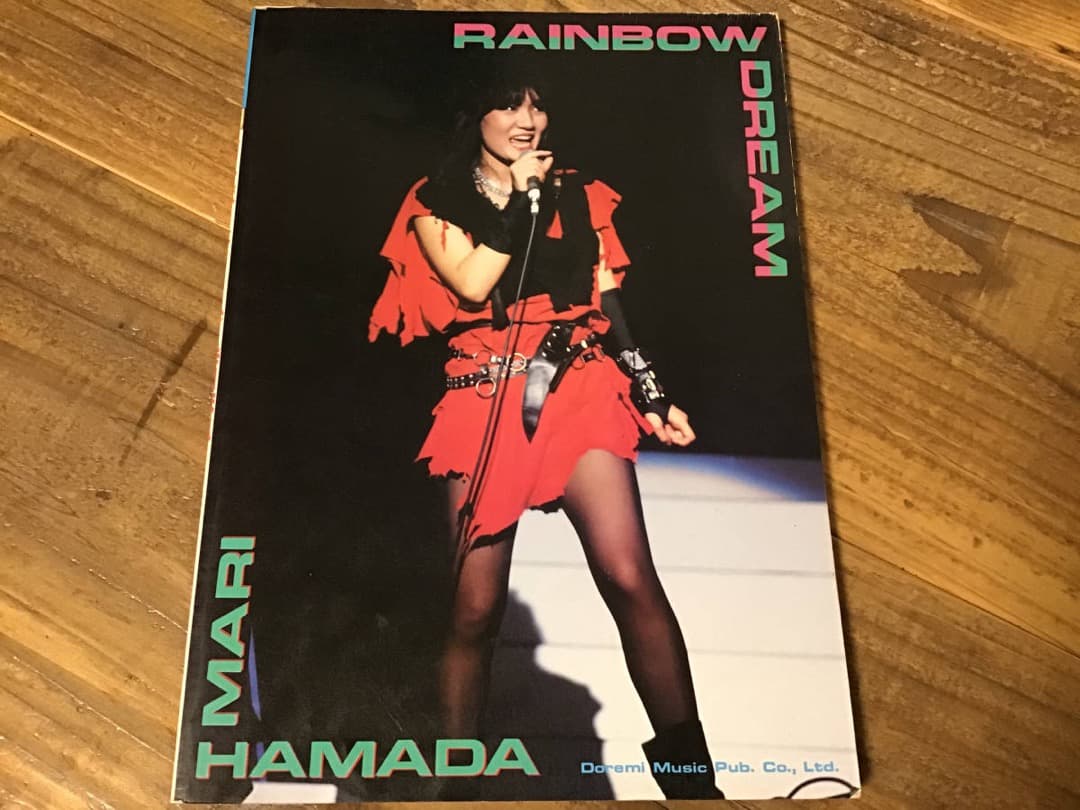 RAINBOW
DREAM
MARI
HAMADA
Doremi Music Pub. Co., Ltd.